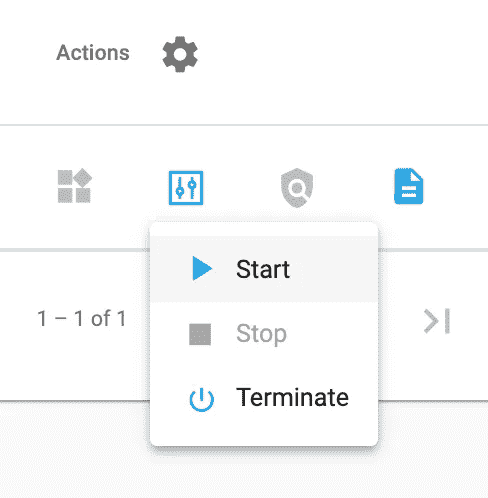 Actions
Start
1 – 1 of 1
Stop
Terminate